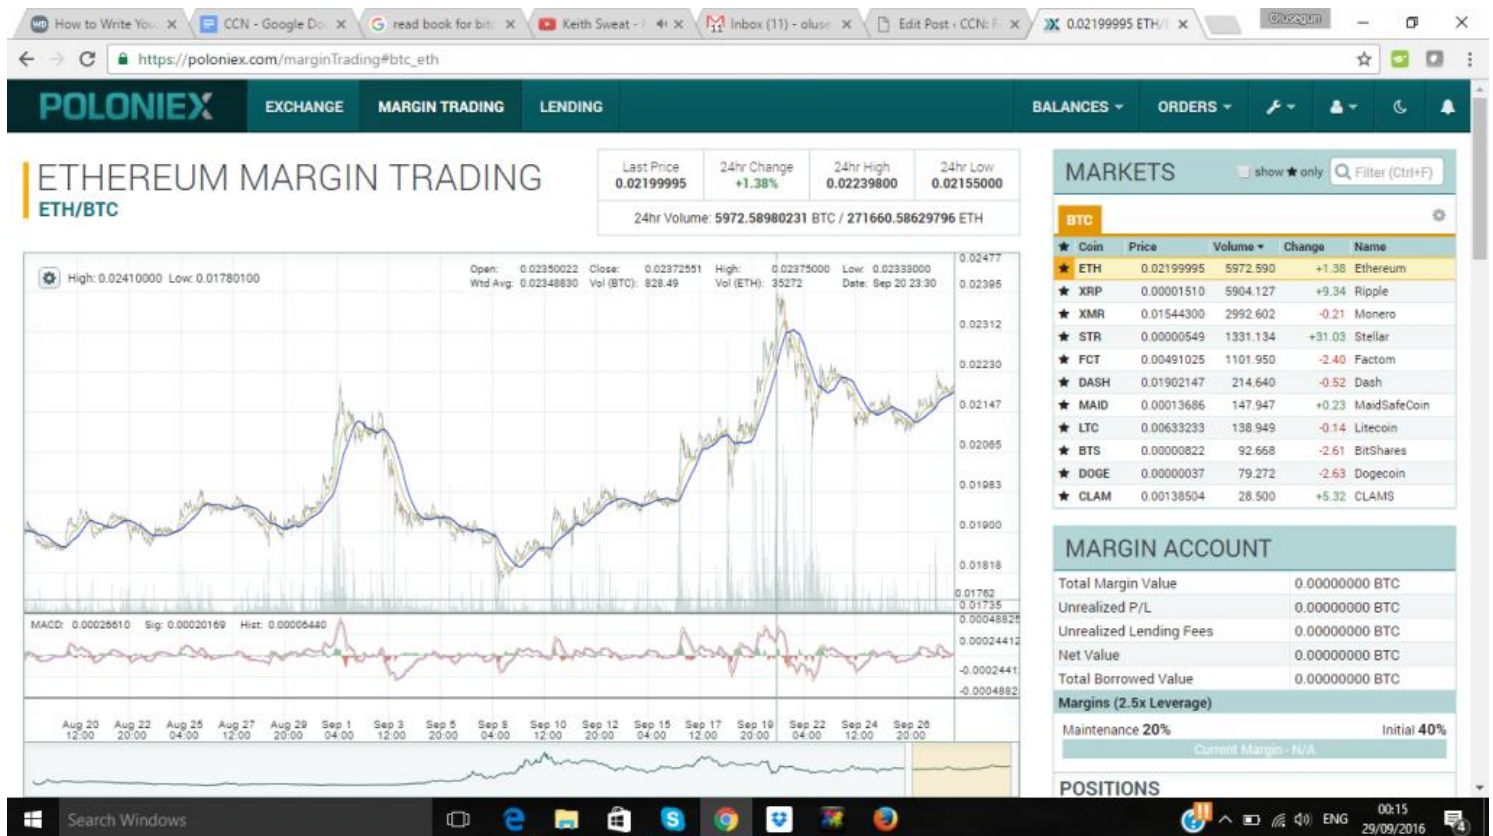 How to Write You
CCN - Google Do
read book for bit
Keith Sweat -
Inbox (11) - oluse
Edit Post ‹ CCN: F
0.02199995 ETH/
Olusegun
https://poloniex.com/marginTrading#btc_eth
POLONIEX EXCHANGE MARGIN TRADING LENDING BALANCES ORDERS
ETHEREUM MARGIN TRADING
ETH/BTC
Last Price 24hr Change 24hr High 24hr Low
0.02199995 +1.38% 0.02239800 0.02155000
24hr Volume: 5972.58980231 BTC / 271660.58629796 ETH
High: 0.02410000 Low: 0.01780100
Open: 0.02350022 Close: 0.02372551 High: 0.02375000 Low: 0.02333000
Wtd Avg: 0.02348830 Vol (BTC): 828.49 Vol (ETH): 35272 Date: Sep 20 23:30
0.02477
0.02395
0.02312
0.02230
0.02147
0.02065
0.01983
0.01900
0.01818
0.01762
0.01735
MACD: 0.00026610 Sig: 0.00020169 Hist: 0.00006440
0.00048825
0.00024412
-0.0002441
-0.0004882
Aug 20 Aug 22 Aug 25 Aug 27 Aug 29 Sep 1 Sep 3 Sep 5 Sep 8 Sep 10 Sep 12 Sep 15 Sep 17 Sep 19 Sep 22 Sep 24 Sep 26
12:00 20:00 04:00 12:00 20:00 04:00 12:00 20:00 04:00 12:00 20:00 04:00 12:00 20:00 04:00 12:00 20:00
MARKETS show ★ only Filter (Ctrl+F)
BTC
★ Coin Price Volume Change Name
★ ETH 0.02199995 5972.590 +1.38 Ethereum
★ XRP 0.00001510 5904.127 +9.34 Ripple
★ XMR 0.01544300 2992.602 -0.21 Monero
★ STR 0.00000549 1331.134 +31.03 Stellar
★ FCT 0.00491025 1101.950 -2.40 Factom
★ DASH 0.01902147 214.640 -0.52 Dash
★ MAID 0.00013686 147.947 +0.23 MaidSafeCoin
★ LTC 0.00633233 138.949 -0.14 Litecoin
★ BTS 0.00000822 92.668 -2.61 BitShares
★ DOGE 0.00000037 79.272 -2.63 Dogecoin
★ CLAM 0.00138504 28.500 +5.32 CLAMS
MARGIN ACCOUNT
Total Margin Value 0.00000000 BTC
Unrealized P/L 0.00000000 BTC
Unrealized Lending Fees 0.00000000 BTC
Net Value 0.00000000 BTC
Total Borrowed Value 0.00000000 BTC
Margins (2.5x Leverage)
Maintenance 20% Initial 40%
Current Margin - N/A
POSITIONS
Search Windows
ENG
00:15
29/09/2016
4